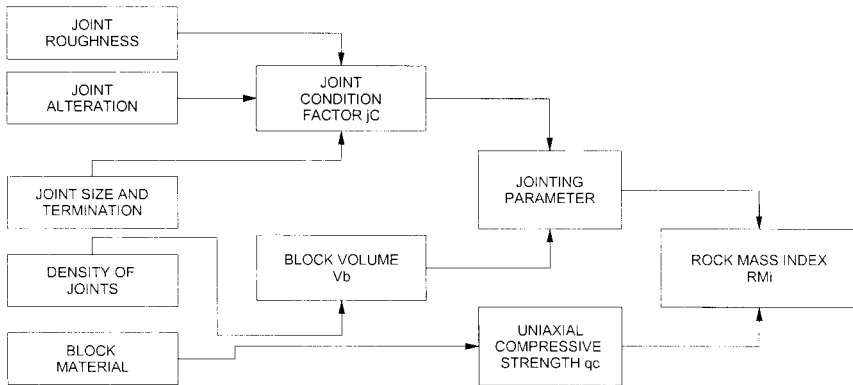 JOINT
ROUGHNESS
JOINT
ALTERATION
JOINT
CONDITION
FACTOR jC
JOINT SIZE AND
TERMINATION
JOINTING
PARAMETER
DENSITY OF
JOINTS
BLOCK VOLUME
Vb
ROCK MASS INDEX
RMi
BLOCK
MATERIAL
UNIAXIAL
COMPRESSIVE
STRENGTH qc